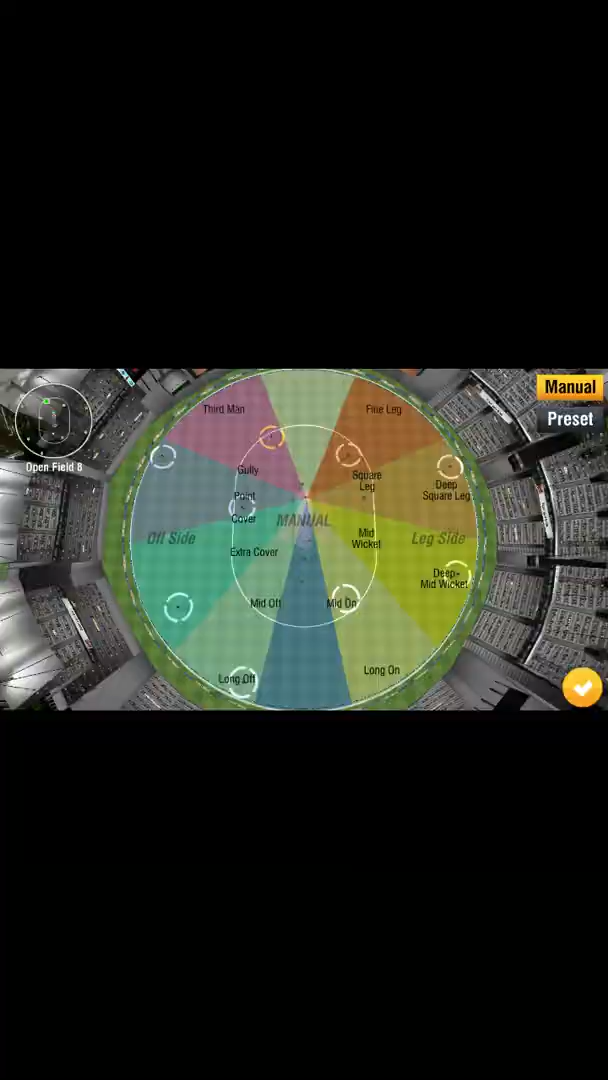 Manual
Preset
Open Field 8
Third Man
Fine Leg
Gully
Square
Leg
Deep
Square Leg
Point
Cover
MANUAL
Off Side
Mid
Wicket
Leg Side
Extra Cover
Deep
Mid Wicket
Mid Off
Mid On
Long Off
Long On